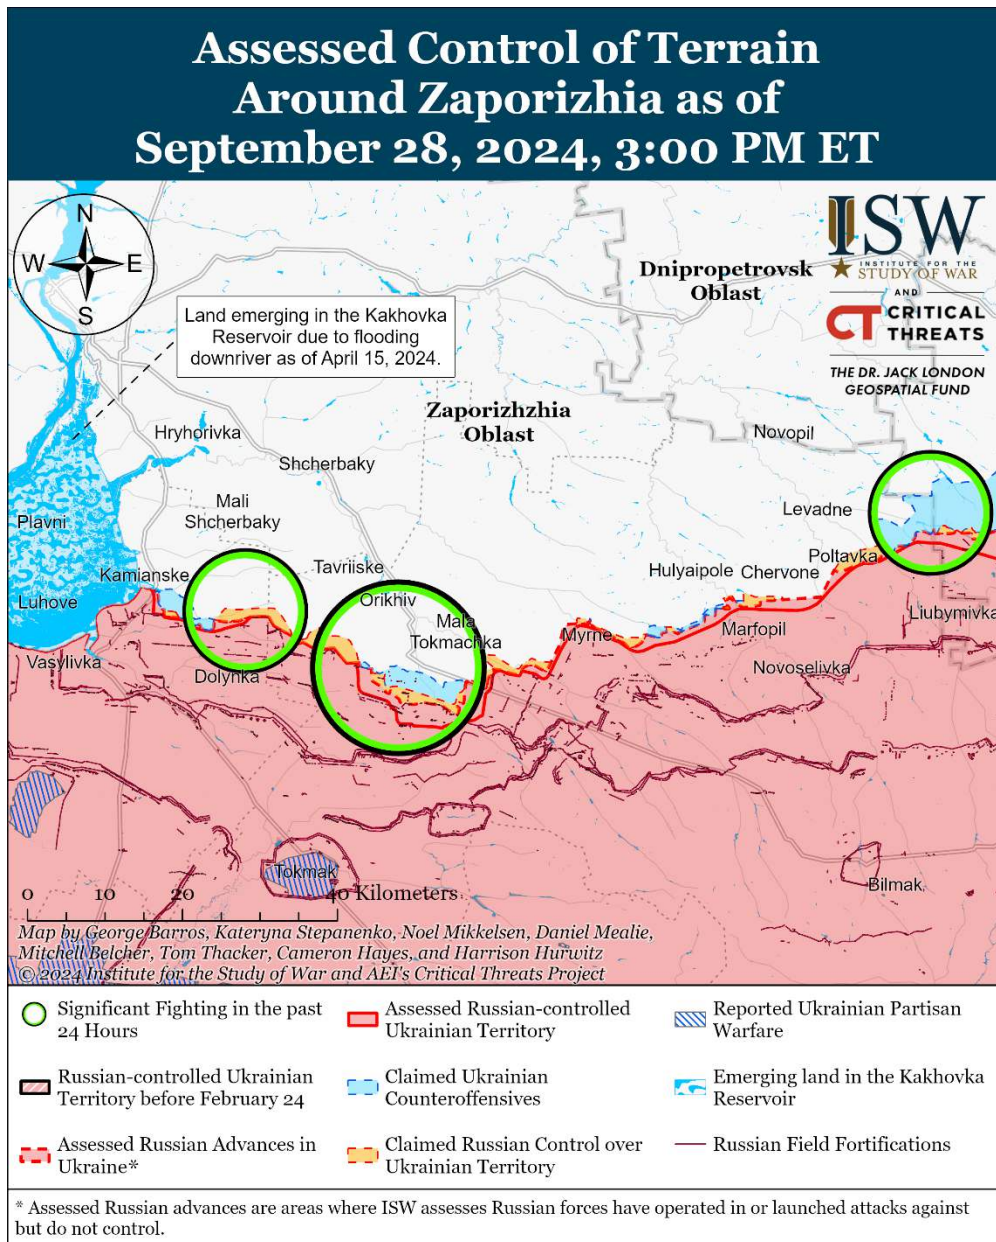 Assessed Control of Terrain
Around Zaporizhia as of
September 28, 2024, 3:00 PM ET
N
W
E
S
ISW
INSTITUTE FOR THE
STUDY OF WAR
AND
CT CRITICAL
THREATS
THE DR. JACK LONDON
GEOSPATIAL FUND
Dnipropetrovsk
Oblast
Land emerging in the Kakhovka
Reservoir due to flooding
downriver as of April 15, 2024.
Zaporizhzhia
Oblast
Hryhorivka
Novopil
Shcherbaky
Mali
Shcherbaky
Levadne
Plavni
Poltavka
Kamianske
Tavriiske
Hulyaipole
Chervone
Luhove
Orikhiv
Liubymivka
Mala
Tokmachka
Myrne
Marfopil
Vasylivka
Dolynka
Novoselivka
Tokmak
Bilmak
0 10 20 40 Kilometers
Map by George Barros, Kateryna Stepanenko, Noel Mikkelsen, Daniel Mealie,
Mitchell Belcher, Tom Thacker, Cameron Hayes, and Harrison Hurwitz
© 2024 Institute for the Study of War and AEI's Critical Threats Project
Significant Fighting in the past
24 Hours
Russian-controlled Ukrainian
Territory before February 24
Assessed Russian Advances in
Ukraine*
Assessed Russian-controlled
Ukrainian Territory
Claimed Ukrainian
Counteroffensives
Claimed Russian Control over
Ukrainian Territory
Reported Ukrainian Partisan
Warfare
Emerging land in the Kakhovka
Reservoir
Russian Field Fortifications
* Assessed Russian advances are areas where ISW assesses Russian forces have operated in or launched attacks against
but do not control.